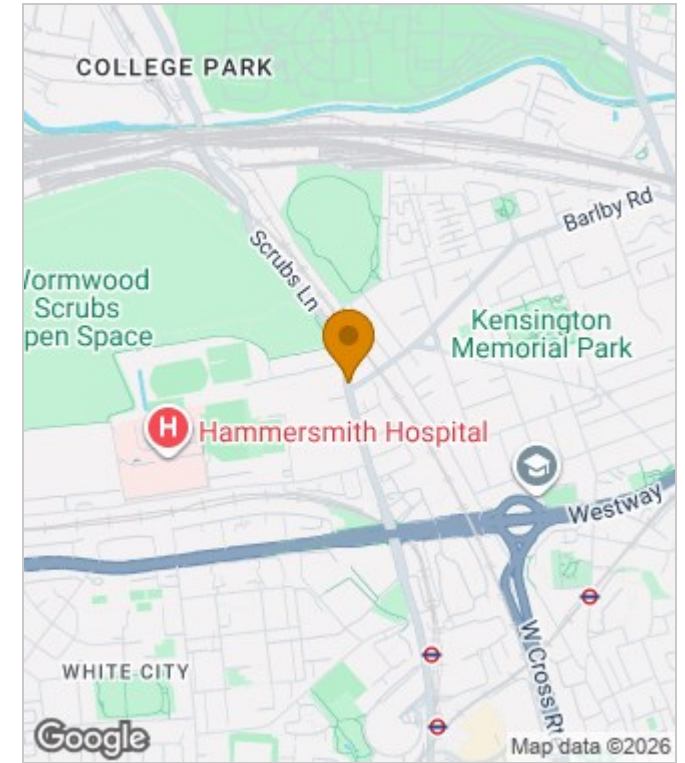 COLLEGE PARK
Barlby Rd
Scrubs Ln
Wormwood
Scrubs
pen Space
Kensington
Memorial Park
H
Hammersmith Hospital
Westway
W Cross Rt
WHITE CITY
Google
Map data ©2026